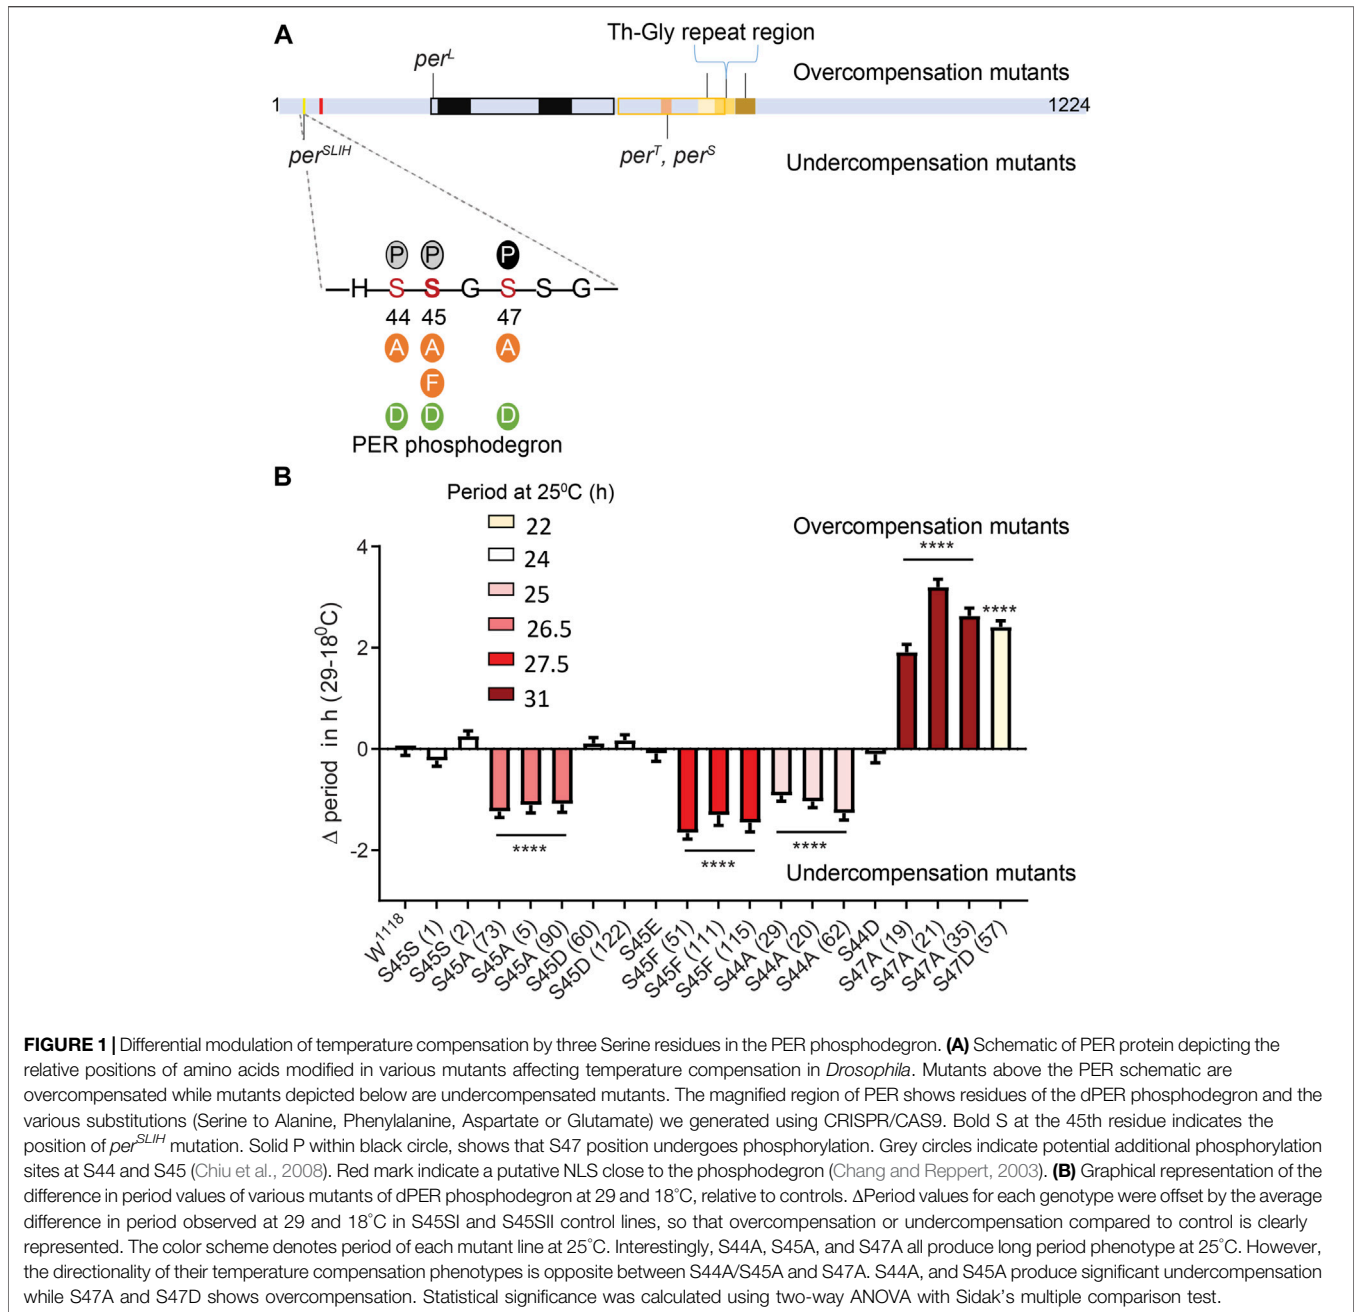 A
Th-Gly repeat region
per^L
Overcompensation mutants
1
1224
per^SLIH
per^T, per^S
Undercompensation mutants
P P P
H S S G S S G
44 45 47
A A A
F
D D D
PER phosphodegron
B
Period at 25⁰C (h)
22
24
25
26.5
27.5
31
Overcompensation mutants
****
****
4
2
0
-2
Δ period in h (29-18⁰C)
****
****
****
Undercompensation mutants
W^1118
S45S (1)
S45S (2)
S45A (73)
S45A (5)
S45A (90)
S45D (60)
S45D (122)
S45E
S45F (51)
S45F (111)
S45F (115)
S44A (29)
S44A (20)
S44A (62)
S44D
S47A (19)
S47A (21)
S47A (35)
S47D (57)
FIGURE 1 | Differential modulation of temperature compensation by three Serine residues in the PER phosphodegron. (A) Schematic of PER protein depicting the
relative positions of amino acids modified in various mutants affecting temperature compensation in Drosophila. Mutants above the PER schematic are
overcompensated while mutants depicted below are undercompensated mutants. The magnified region of PER shows residues of the dPER phosphodegron and the
various substitutions (Serine to Alanine, Phenylalanine, Aspartate or Glutamate) we generated using CRISPR/CAS9. Bold S at the 45th residue indicates the
position of per^SLIH mutation. Solid P within black circle, shows that S47 position undergoes phosphorylation. Grey circles indicate potential additional phosphorylation
sites at S44 and S45 (Chiu et al., 2008). Red mark indicate a putative NLS close to the phosphodegron (Chang and Reppert, 2003). (B) Graphical representation of the
difference in period values of various mutants of dPER phosphodegron at 29 and 18°C, relative to controls. ΔPeriod values for each genotype were offset by the average
difference in period observed at 29 and 18°C in S45SI and S45SII control lines, so that overcompensation or undercompensation compared to control is clearly
represented. The color scheme denotes period of each mutant line at 25°C. Interestingly, S44A, S45A, and S47A all produce long period phenotype at 25°C. However,
the directionality of their temperature compensation phenotypes is opposite between S44A/S45A and S47A. S44A, and S45A produce significant undercompensation
while S47A and S47D shows overcompensation. Statistical significance was calculated using two-way ANOVA with Sidak's multiple comparison test.